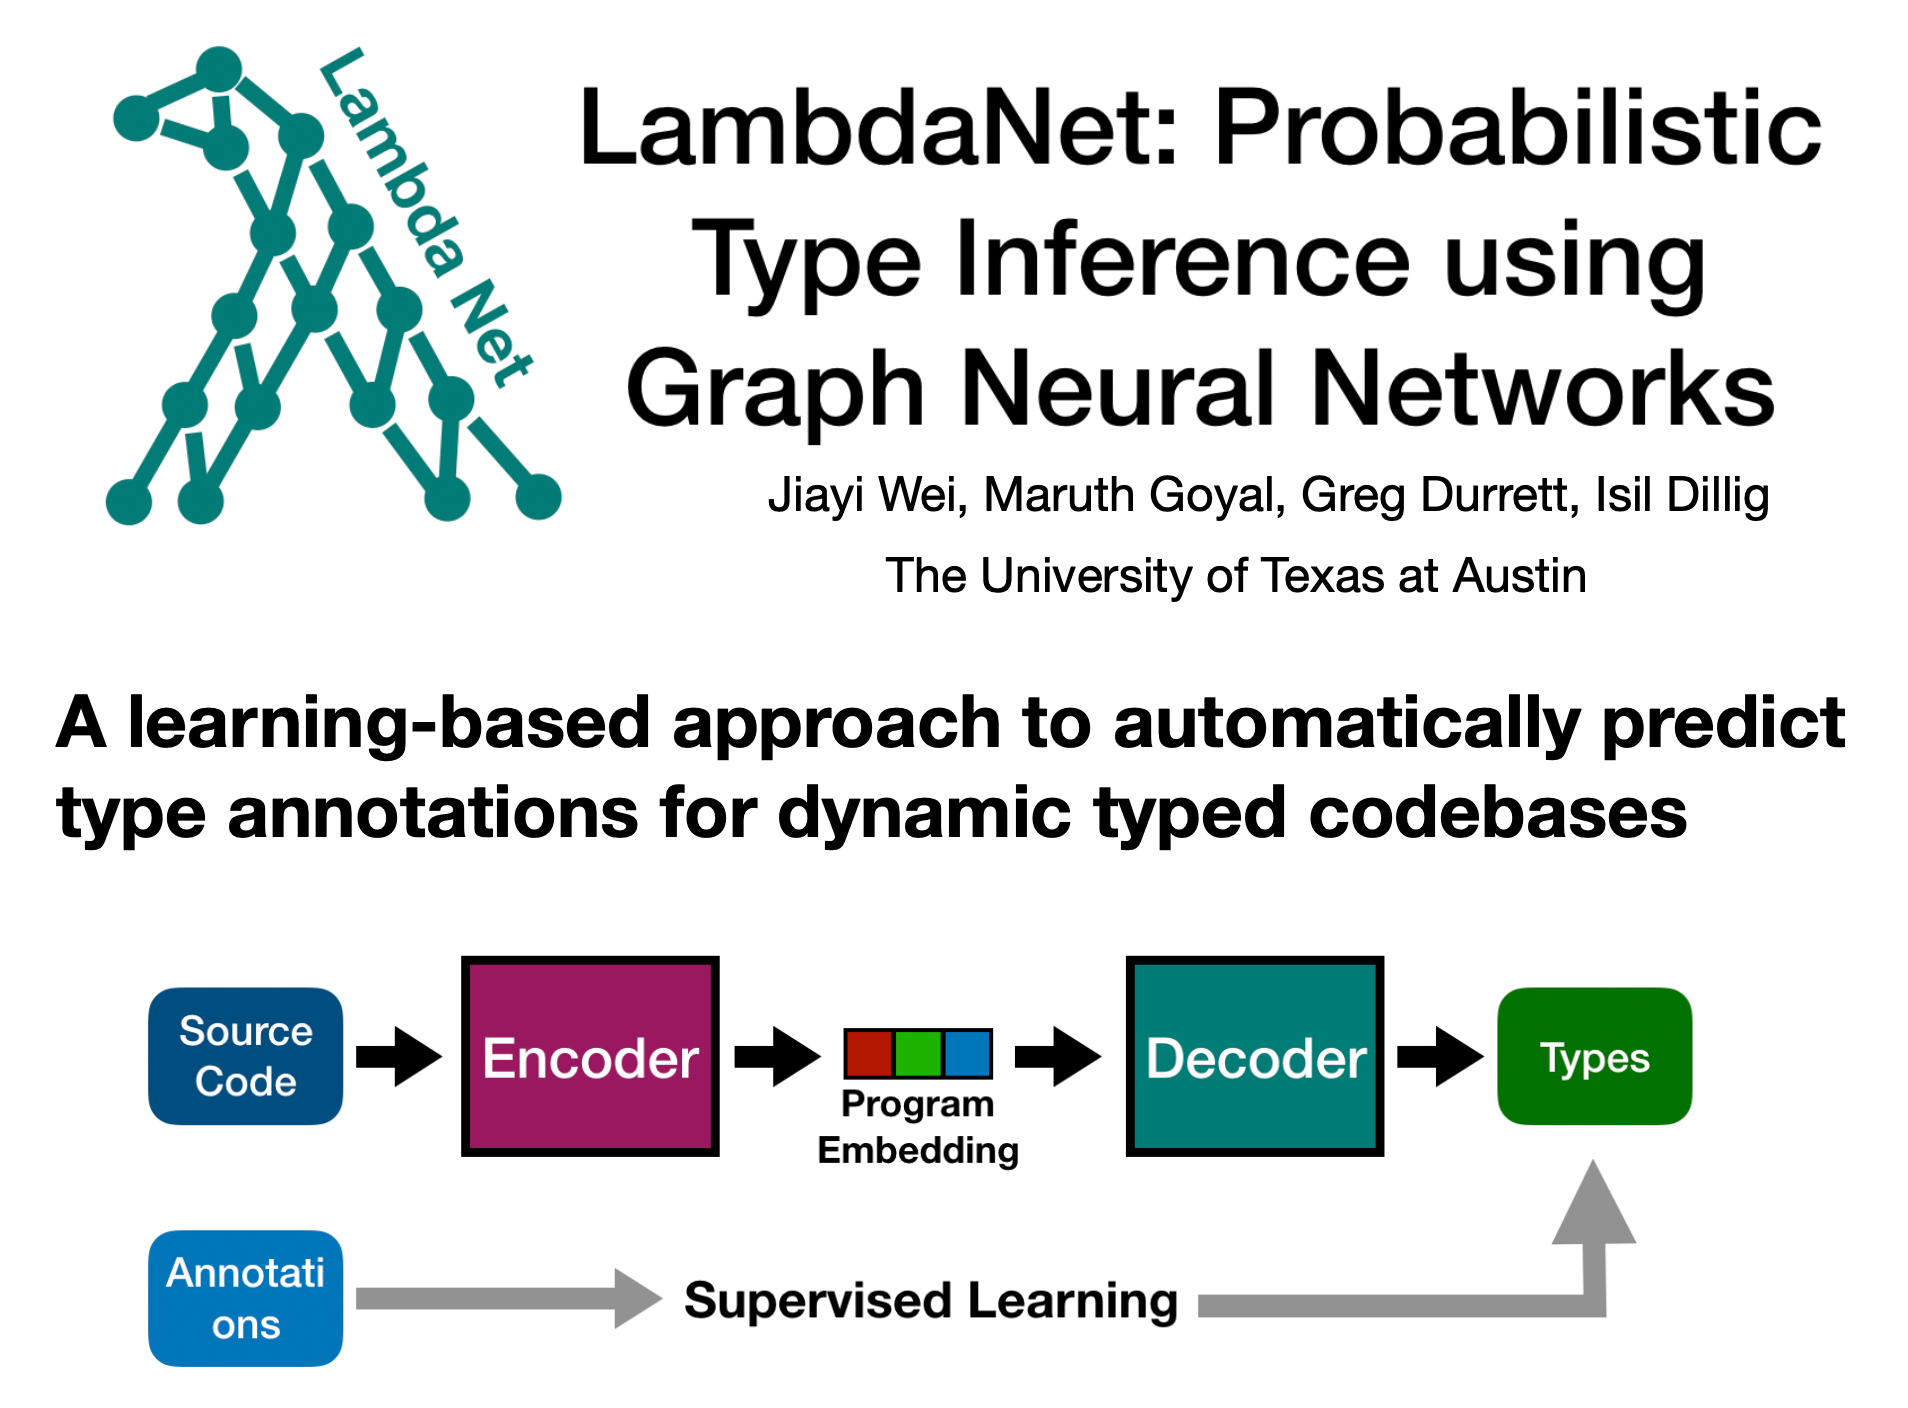 Lambda Net
LambdaNet: Probabilistic
Type Inference using
Graph Neural Networks
Jiayi Wei, Maruth Goyal, Greg Durrett, Isil Dillig
The University of Texas at Austin
A learning-based approach to automatically predict
type annotations for dynamic typed codebases
Source
Code
Encoder
Program
Embedding
Decoder
Types
Annotati
ons
Supervised Learning